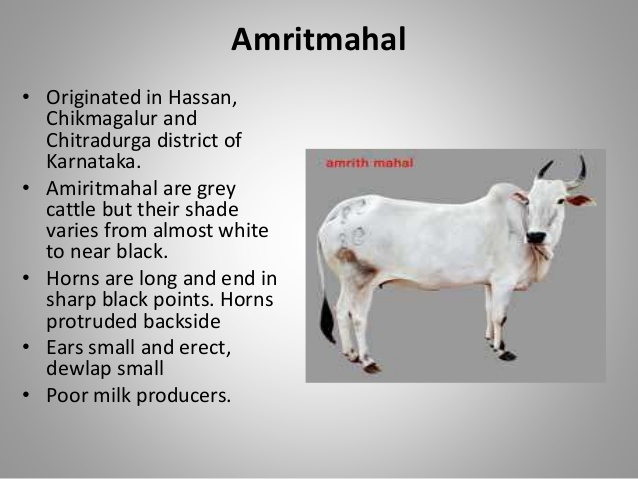 Amritmahal
• Originated in Hassan,
Chikmagalur and
Chitradurga district of
Karnataka.
• Amiritmahal are grey
cattle but their shade
varies from almost white
to near black.
• Horns are long and end in
sharp black points. Horns
protruded backside
• Ears small and erect,
dewlap small
• Poor milk producers.
amrith mahal